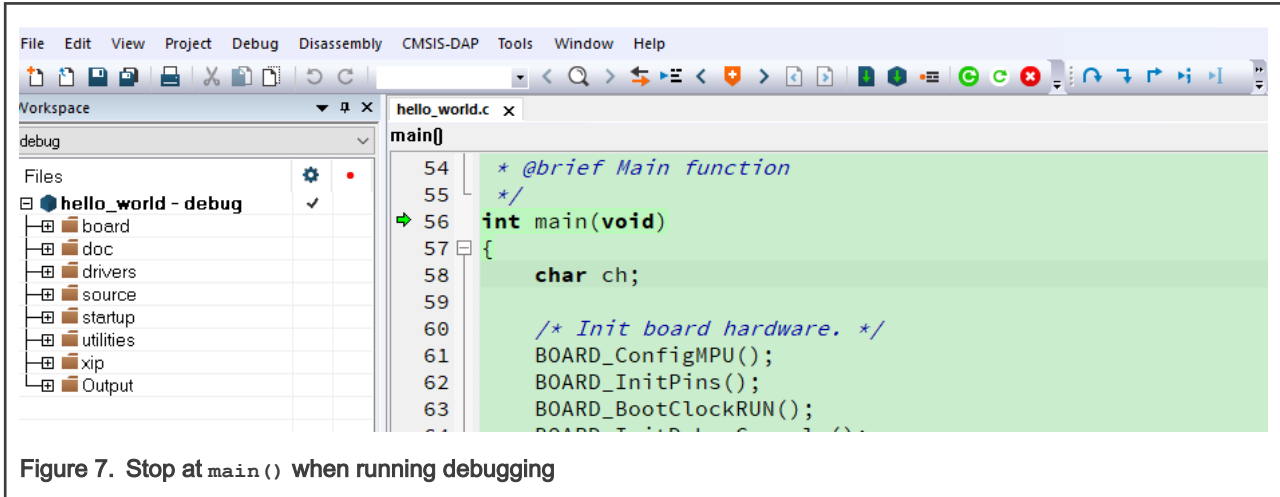 File Edit View Project Debug Disassembly CMSIS-DAP Tools Window Help
Workspace
hello_world.c x
debug
main()
Files
hello_world - debug
board
doc
drivers
source
startup
utilities
xip
Output
54 * @brief Main function
55 */
56 int main(void)
57 {
58 char ch;
59
60 /* Init board hardware. */
61 BOARD_ConfigMPU();
62 BOARD_InitPins();
63 BOARD_BootClockRUN();
Figure 7. Stop at main() when running debugging